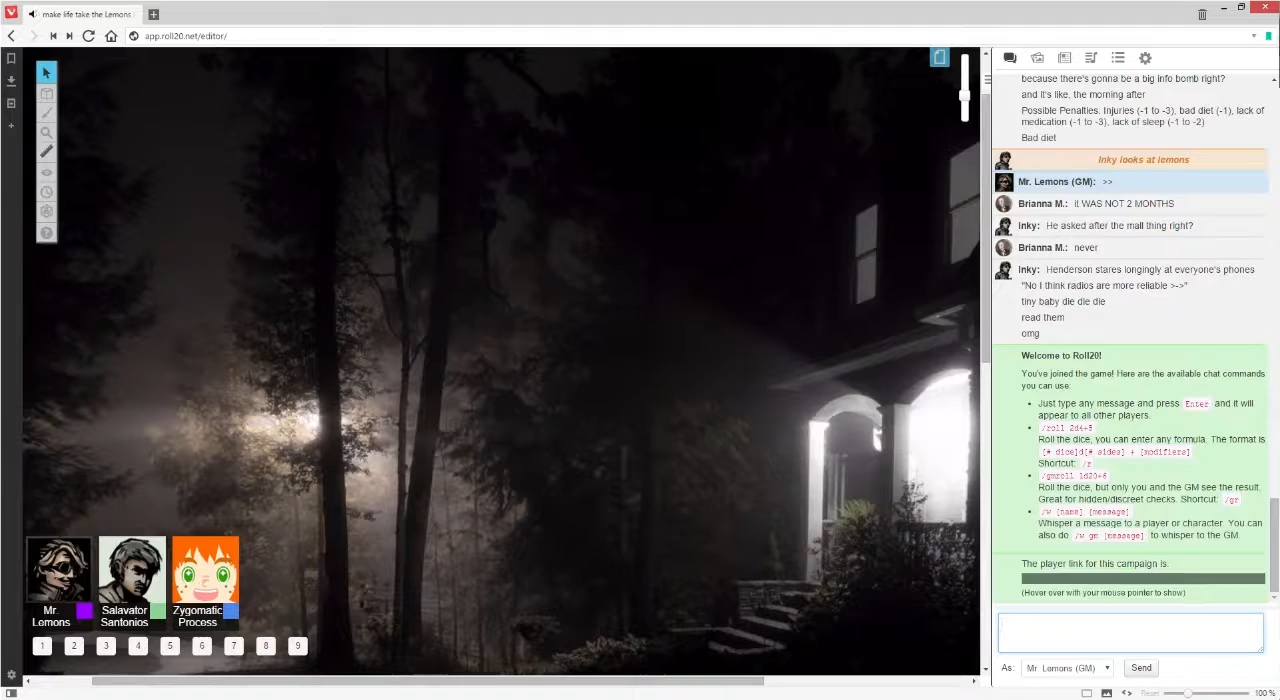 make life take the Lemons
app.roll20.net/editor/
because there's gonna be a big info bomb right?
and it's like, the morning after
Possible Penalties: Injuries (-1 to -3), bad diet (-1), lack of
medication (-1 to -3), lack of sleep (-1 to -2)
Bad diet
Inky looks at lemons
Mr. Lemons (GM): >>
Brianna M.: it WAS NOT 2 MONTHS
Inky: He asked after the mall thing right?
Brianna M.: never
Inky: Henderson stares longingly at everyone's phones
"No I think radios are more reliable >->"
tiny baby die die die
read them
omg
Welcome to Roll20!
You've joined the game! Here are the available chat commands
you can use:
• Just type any message and press Enter and it will
appear to all other players.
• /roll 2d4+5
Roll the dice, you can enter any formula. The format is
[# dice]d[# sides] + [modifiers]
Shortcut: /r
• /gmroll 1d20+6
Roll the dice, but only you and the GM see the result.
Great for hidden/discreet checks. Shortcut: /gr
• /w [name] [message]
Whisper a message to a player or character. You can
also do /w gm [message] to whisper to the GM.
The player link for this campaign is:
(Hover over with your mouse pointer to show)
Mr. Lemons
Salavator Santonios
Zygomatic Process
1 2 3 4 5 6 7 8 9
As: Mr. Lemons (GM) Send
Reset 100 %